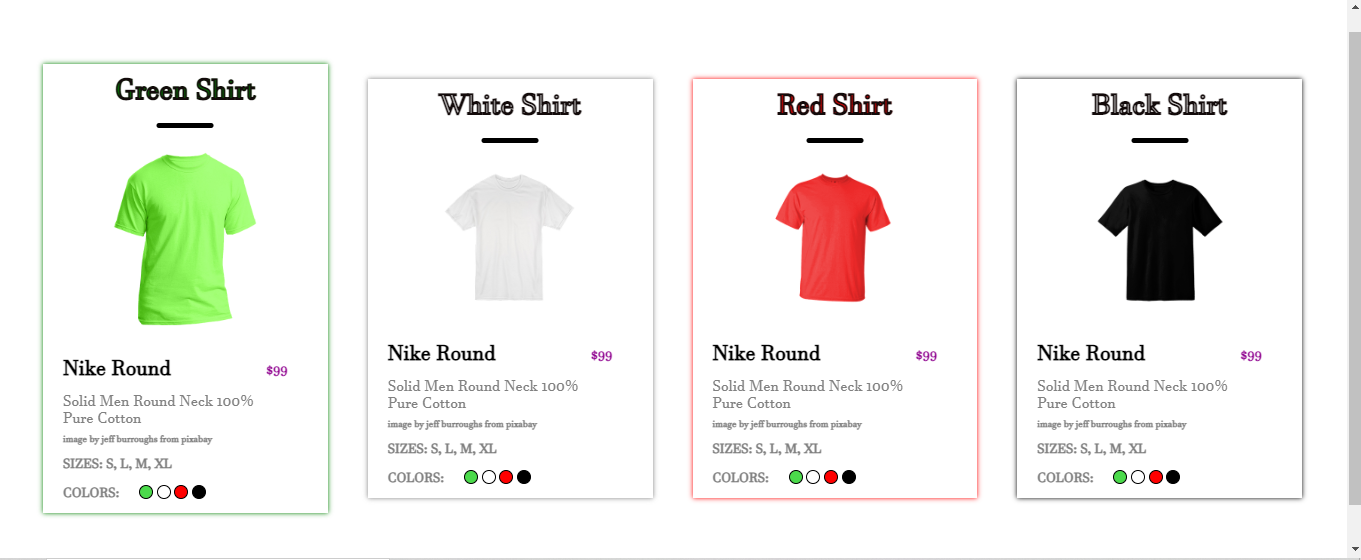 Green Shirt
Nike Round
$99
Solid Men Round Neck 100%
Pure Cotton
image by jeff burroughs from pixabay
SIZES: S, L, M, XL
COLORS:
White Shirt
Nike Round
$99
Solid Men Round Neck 100%
Pure Cotton
image by jeff burroughs from pixabay
SIZES: S, L, M, XL
COLORS:
Red Shirt
Nike Round
$99
Solid Men Round Neck 100%
Pure Cotton
image by jeff burroughs from pixabay
SIZES: S, L, M, XL
COLORS:
Black Shirt
Nike Round
$99
Solid Men Round Neck 100%
Pure Cotton
image by jeff burroughs from pixabay
SIZES: S, L, M, XL
COLORS: